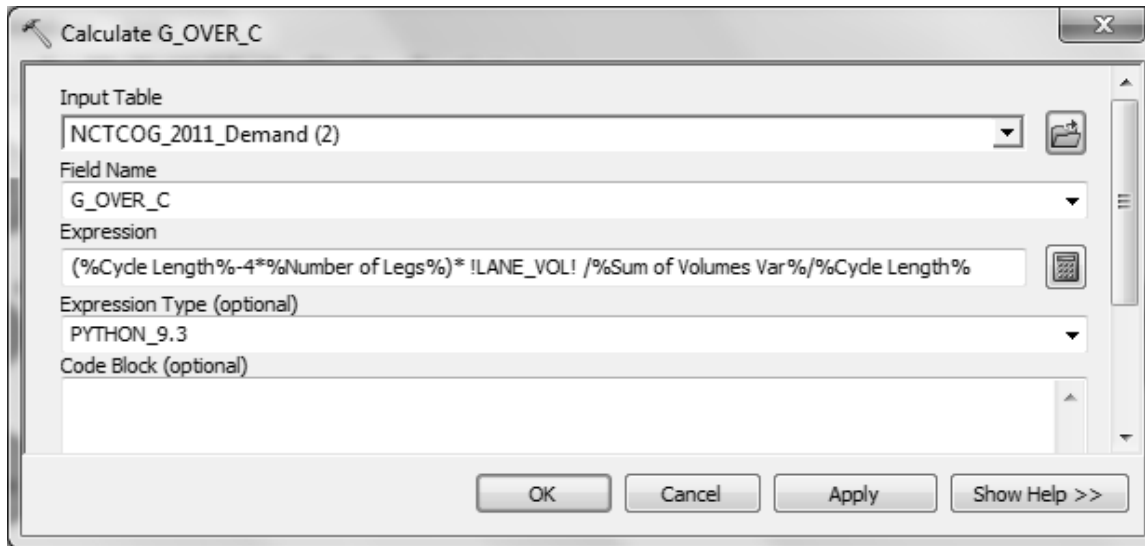 Calculate G_OVER_C
Input Table
NCTCOG_2011_Demand (2)
Field Name
G_OVER_C
Expression
(%Cycle Length%-4*%Number of Legs%)* !LANE_VOL! /%Sum of Volumes Var%/%Cycle Length%
Expression Type (optional)
PYTHON_9.3
Code Block (optional)
OK Cancel Apply Show Help >>